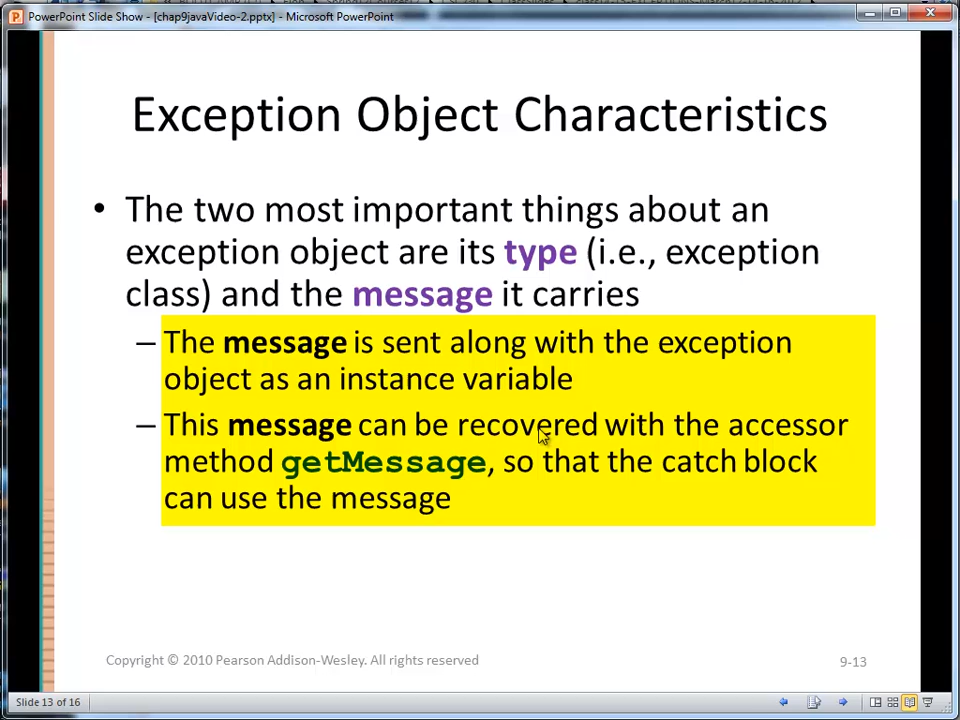 PowerPoint Slide Show - [chap9javaVideo-2.pptx] - Microsoft PowerPoint
Exception Object Characteristics
• The two most important things about an
exception object are its type (i.e., exception
class) and the message it carries
– The message is sent along with the exception
object as an instance variable
– This message can be recovered with the accessor
method getMessage, so that the catch block
can use the message
Copyright © 2010 Pearson Addison-Wesley. All rights reserved
9-13
Slide 13 of 16